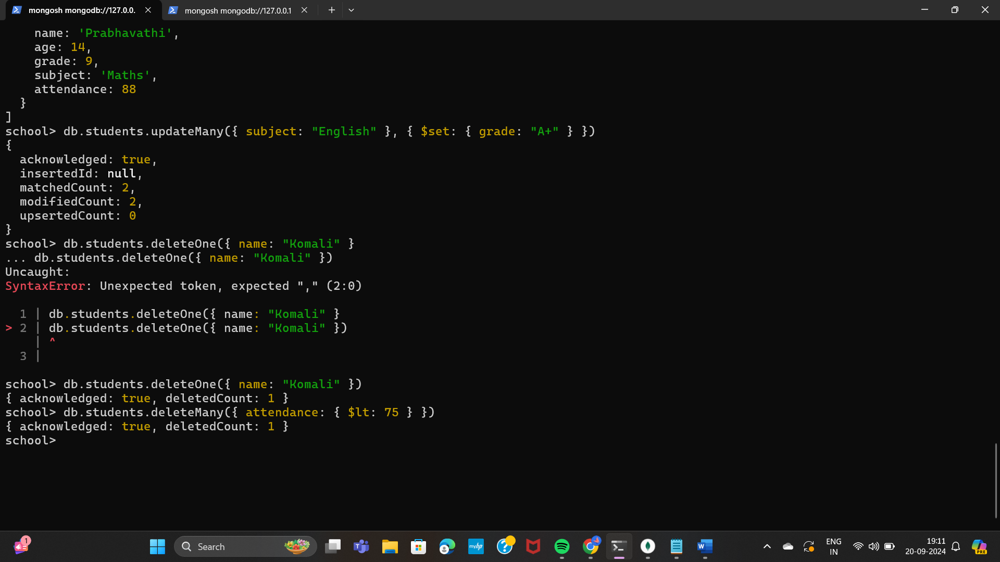 mongosh mongodb://127.0.0.
mongosh mongodb://127.0.0.1
name: 'Prabhavathi',
age: 14,
grade: 9,
subject: 'Maths',
attendance: 88
}
]
school> db.students.updateMany({ subject: "English" }, { $set: { grade: "A+" } })
{
acknowledged: true,
insertedId: null,
matchedCount: 2,
modifiedCount: 2,
upsertedCount: 0
}
school> db.students.deleteOne({ name: "Komali" }
... db.students.deleteOne({ name: "Komali" })
Uncaught:
SyntaxError: Unexpected token, expected "," (2:0)
1 | db.students.deleteOne({ name: "Komali" }
> 2 | db.students.deleteOne({ name: "Komali" })
| ^
3 |
school> db.students.deleteOne({ name: "Komali" })
{ acknowledged: true, deletedCount: 1 }
school> db.students.deleteMany({ attendance: { $lt: 75 } })
{ acknowledged: true, deletedCount: 1 }
school>
1
Search
myhp
ENG
IN
19:11
20-09-2024
PRE